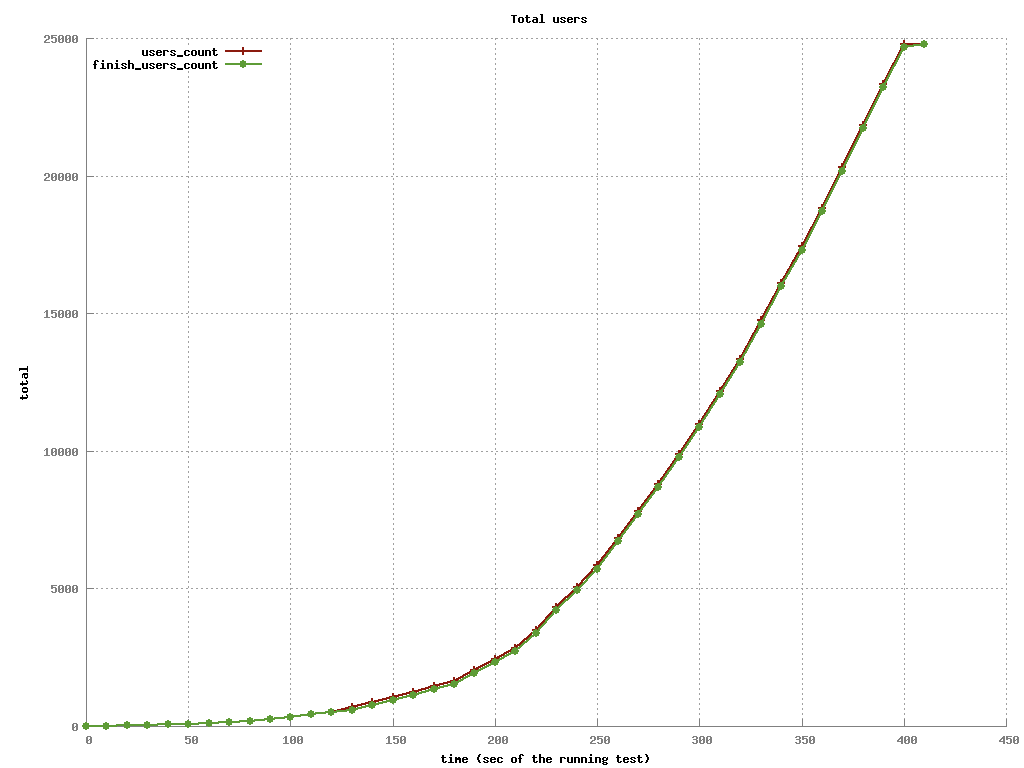 Total users
users_count
finish_users_count
25000
20000
15000
10000
5000
0
total
0 50 100 150 200 250 300 350 400 450
time (sec of the running test)